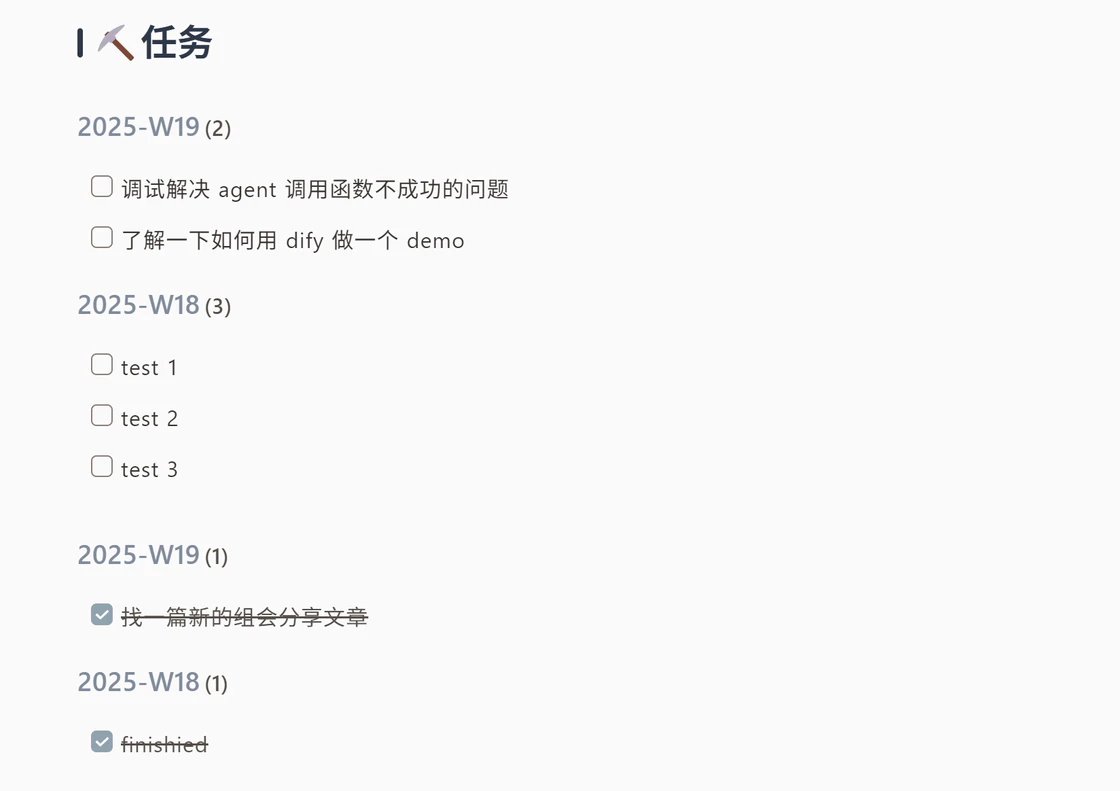 ⛏️ 任务
2025-W19 (2)
调试解决 agent 调用函数不成功的问题
了解一下如何用 dify 做一个 demo
2025-W18 (3)
test 1
test 2
test 3
2025-W19 (1)
找一篇新的组会分享文章
2025-W18 (1)
finishied